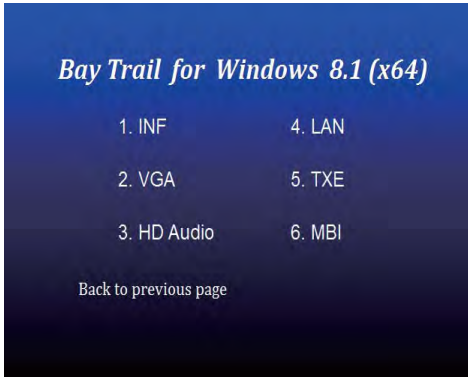 Bay Trail for Windows 8.1 (x64)
1. INF
2. VGA
3. HD Audio
4. LAN
5. TXE
6. MBI
Back to previous page